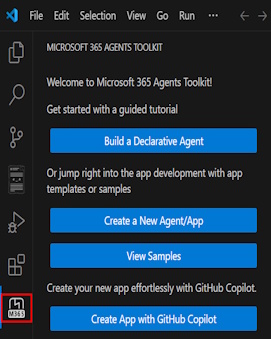 File Edit Selection View Go Run ···
MICROSOFT 365 AGENTS TOOLKIT
Welcome to Microsoft 365 Agents Toolkit!
Get started with a guided tutorial
Build a Declarative Agent
Or jump right into the app development with app
templates or samples
Create a New Agent/App
View Samples
Create your new app effortlessly with GitHub Copilot.
M365
Create App with GitHub Copilot